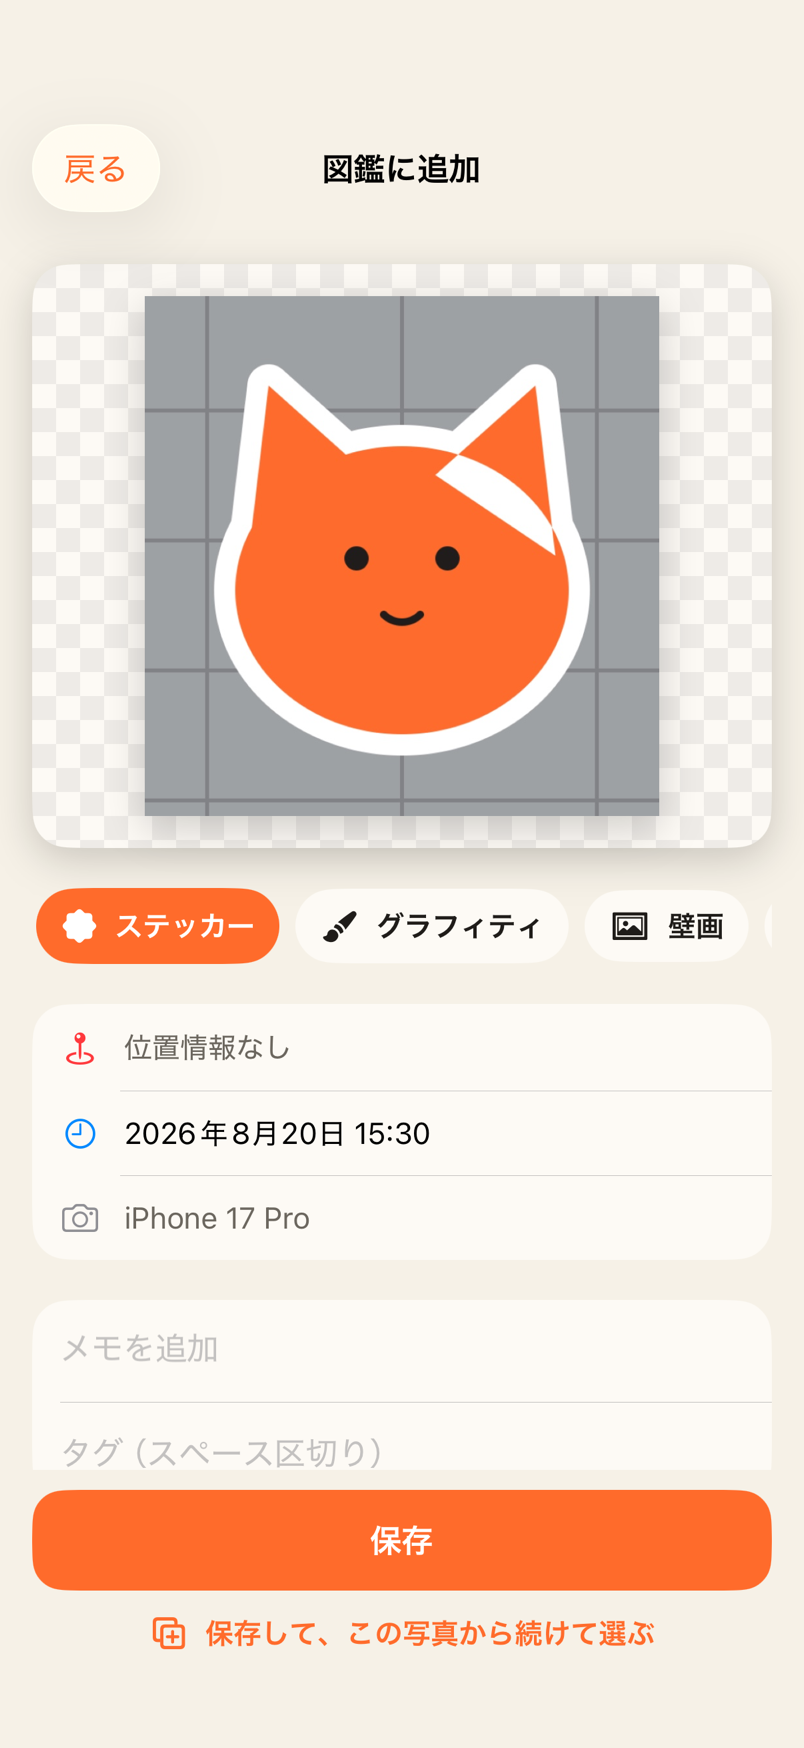 戻る
図鑑に追加
ステッカー
グラフィティ
壁画
位置情報なし
2026年8月20日 15:30
iPhone 17 Pro
メモを追加
タグ（スペース区切り）
保存
保存して、この写真から続けて選ぶ